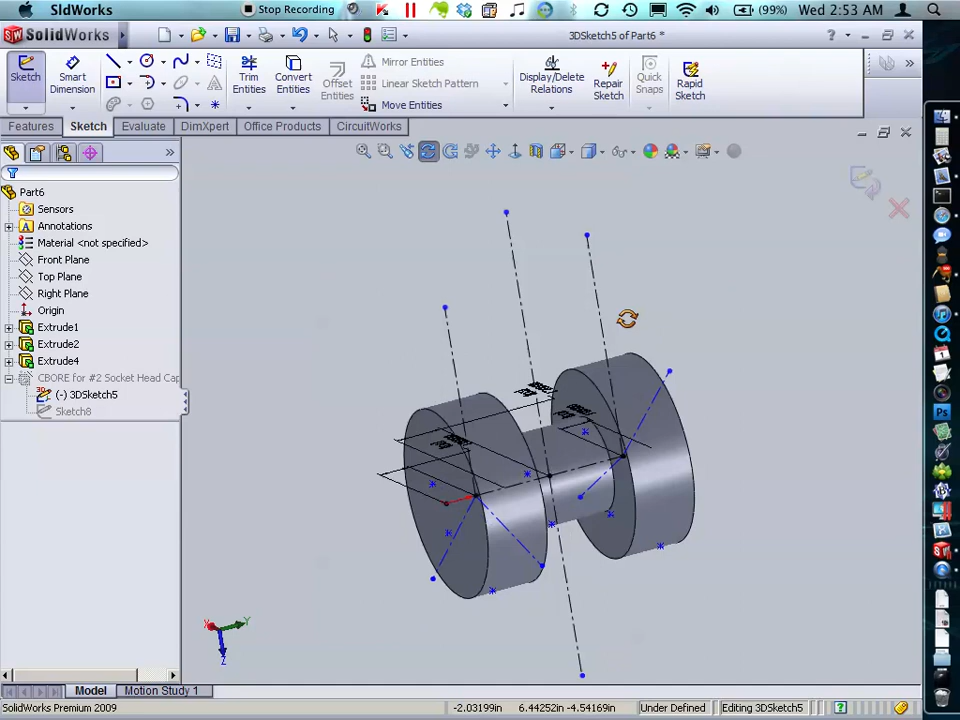 SldWorks
Stop Recording
(99%)
Wed 2:53 AM
SolidWorks
3DSketch5 of Part6 *
Sketch
Smart Dimension
Trim Entities
Convert Entities
Offset Entities
Mirror Entities
Linear Sketch Pattern
Move Entities
Display/Delete Relations
Repair Sketch
Quick Snaps
Rapid Sketch
Features
Sketch
Evaluate
DimXpert
Office Products
CircuitWorks
Part6
Sensors
Annotations
Material <not specified>
Front Plane
Top Plane
Right Plane
Origin
Extrude1
Extrude2
Extrude4
CBORE for #2 Socket Head Cap
(-) 3DSketch5
Sketch8
X
Y
Z
Model
Motion Study 1
SolidWorks Premium 2009
-2.03199in
6.44252in
-4.54169in
Under Defined
Editing 3DSketch5